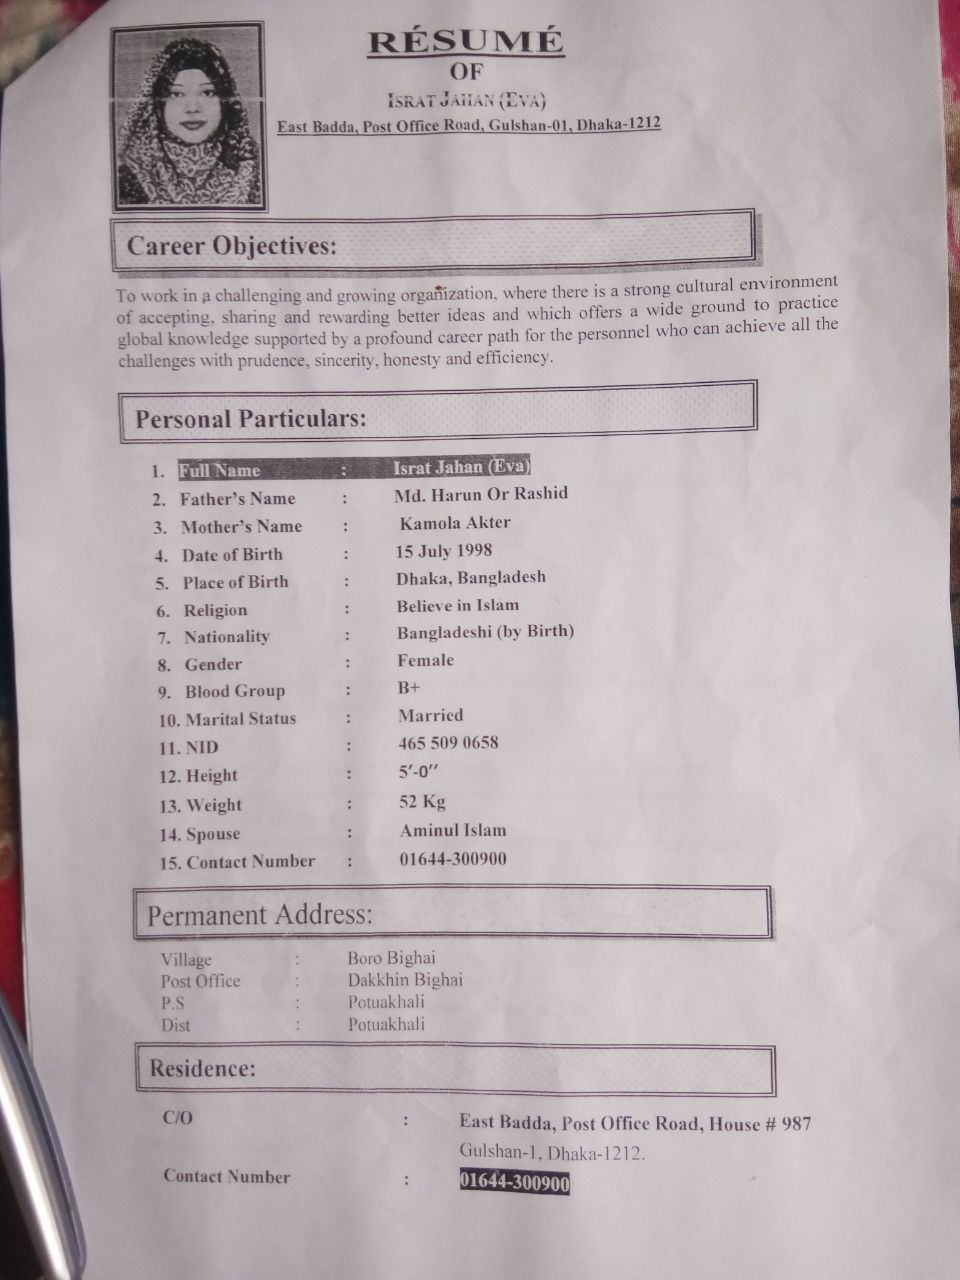 RÉSUMÉ
OF
ISRAT JAHAN (EVA)
East Badda, Post Office Road, Gulshan-01, Dhaka-1212
Career Objectives:
To work in a challenging and growing organization, where there is a strong cultural environment
of accepting, sharing and rewarding better ideas and which offers a wide ground to practice
global knowledge supported by a profound career path for the personnel who can achieve all the
challenges with prudence, sincerity, honesty and efficiency.
Personal Particulars:
1. Full Name : Israt Jahan (Eva)
2. Father's Name : Md. Harun Or Rashid
3. Mother's Name : Kamola Akter
4. Date of Birth : 15 July 1998
5. Place of Birth : Dhaka, Bangladesh
6. Religion : Believe in Islam
7. Nationality : Bangladeshi (by Birth)
8. Gender : Female
9. Blood Group : B+
10. Marital Status : Married
11. NID : 465 509 0658
12. Height : 5′-0′′
13. Weight : 52 Kg
14. Spouse : Aminul Islam
15. Contact Number : 01644-300900
Permanent Address:
Village : Boro Bighai
Post Office : Dakkhin Bighai
P.S : Potuakhali
Dist : Potuakhali
Residence:
C/O : East Badda, Post Office Road, House # 987
Gulshan-1, Dhaka-1212.
Contact Number : 01644-300900